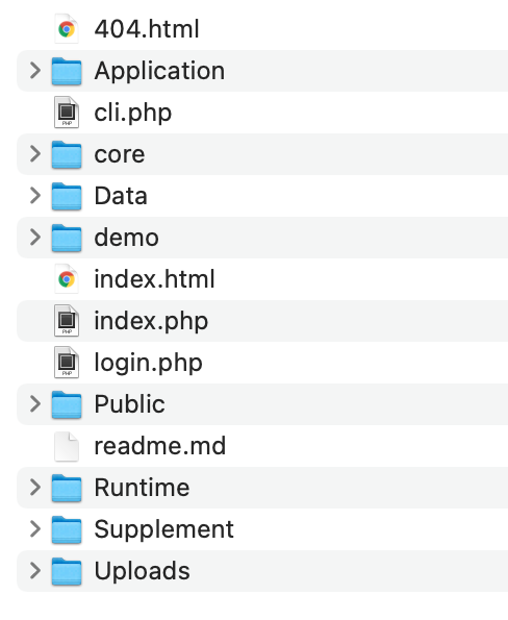 404.html
Application
cli.php
core
Data
demo
index.html
index.php
login.php
Public
readme.md
Runtime
Supplement
Uploads